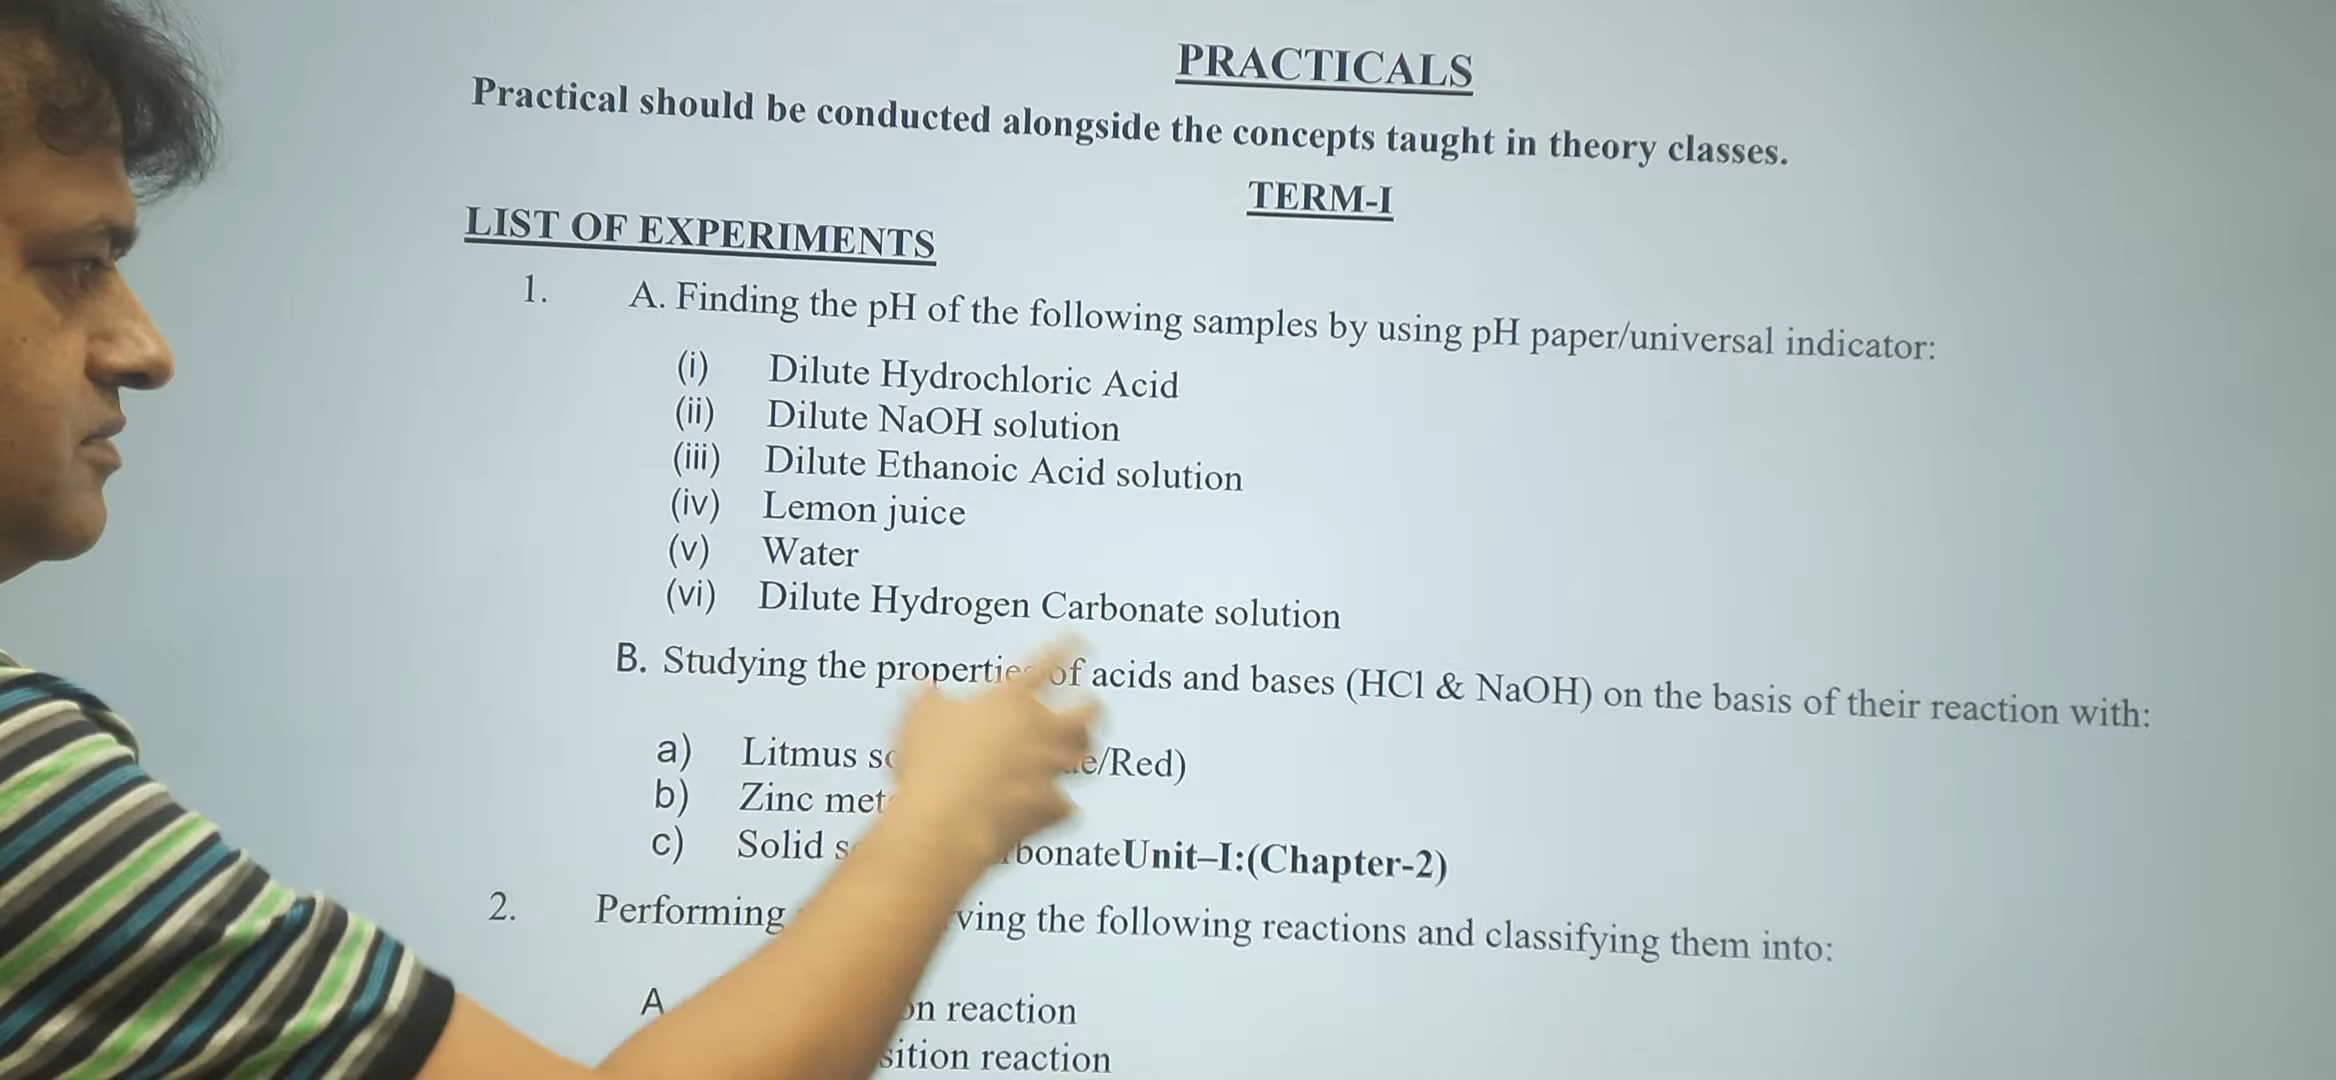 PRACTICALS
Practical should be conducted alongside the concepts taught in theory classes.
TERM-I
LIST OF EXPERIMENTS
1. A. Finding the pH of the following samples by using pH paper/universal indicator:
(i) Dilute Hydrochloric Acid
(ii) Dilute NaOH solution
(iii) Dilute Ethanoic Acid solution
(iv) Lemon juice
(v) Water
(vi) Dilute Hydrogen Carbonate solution
B. Studying the properties of acids and bases (HCl & NaOH) on the basis of their reaction with:
a) Litmus /Red)
b) Zinc
c) Solid Unit–I:(Chapter-2)
2. Performing the following reactions and classifying them into:
A reaction
reaction